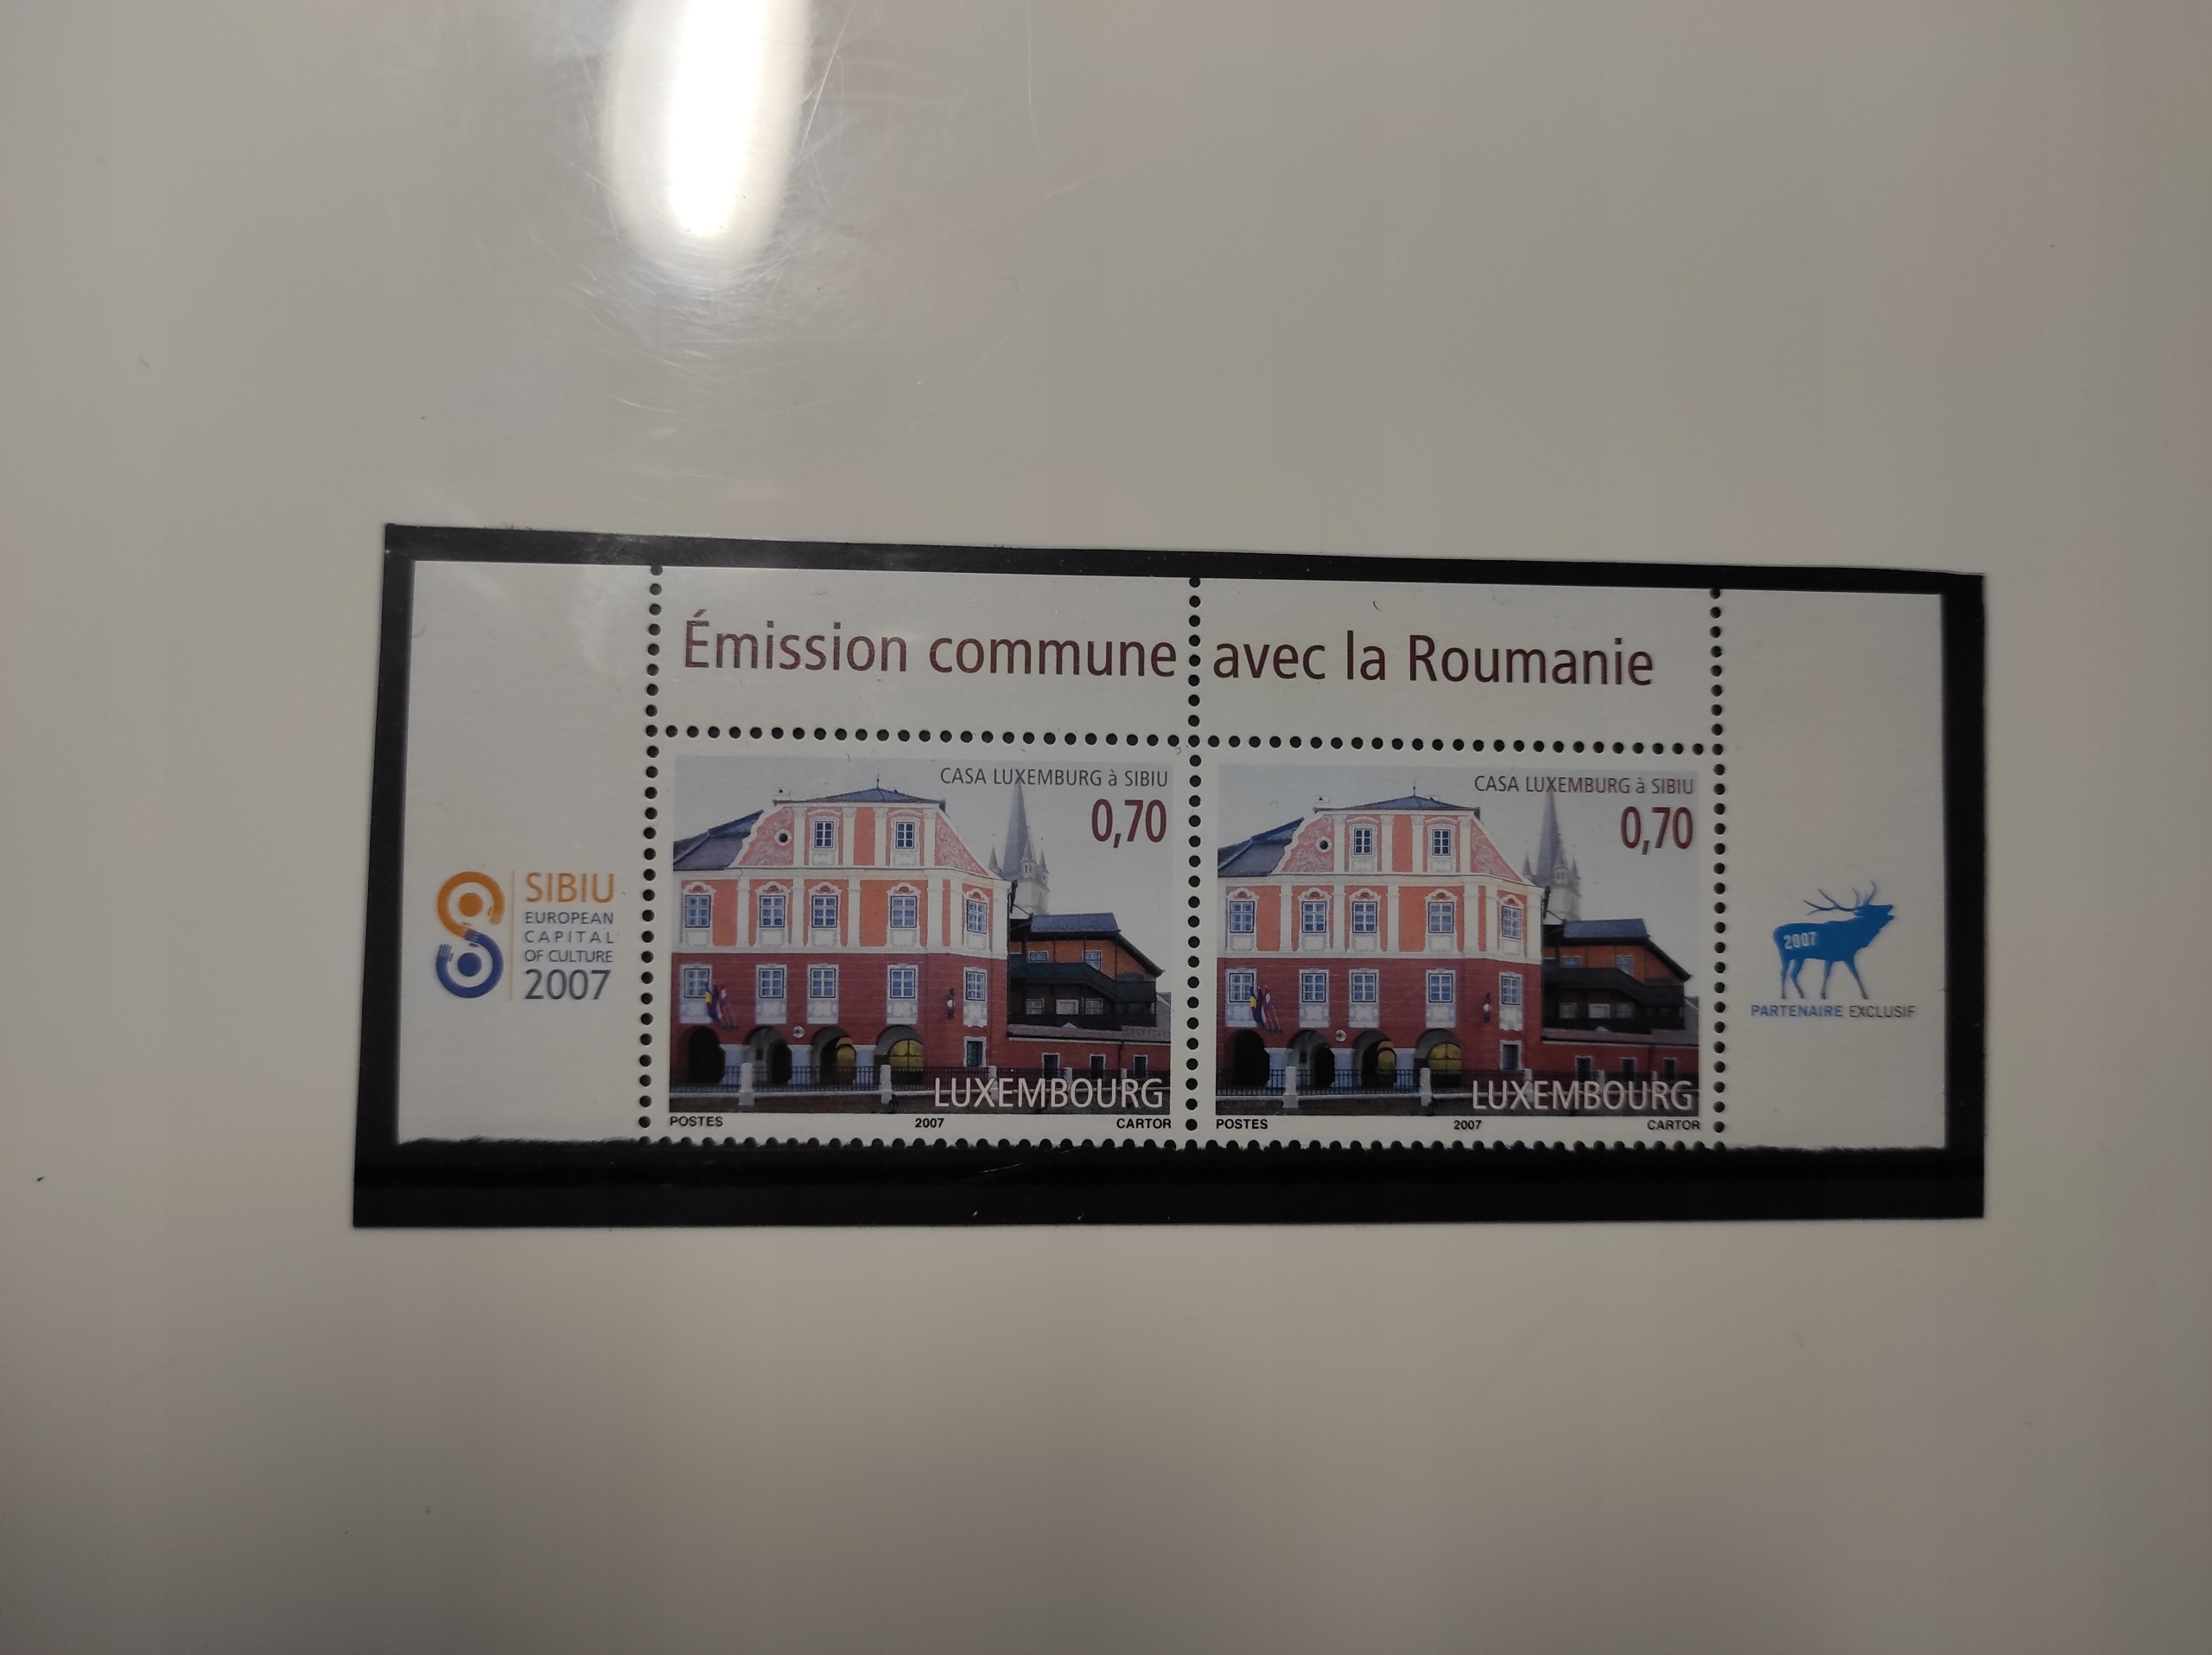 Émission commune avec la Roumanie
SIBIU
EUROPEAN
CAPITAL
OF CULTURE
2007
CASA LUXEMBURG à SIBIU
0,70
LUXEMBOURG
POSTES 2007 CARTOR
CASA LUXEMBURG à SIBIU
0,70
LUXEMBOURG
POSTES 2007 CARTOR
2007
PARTENAIRE EXCLUSIF